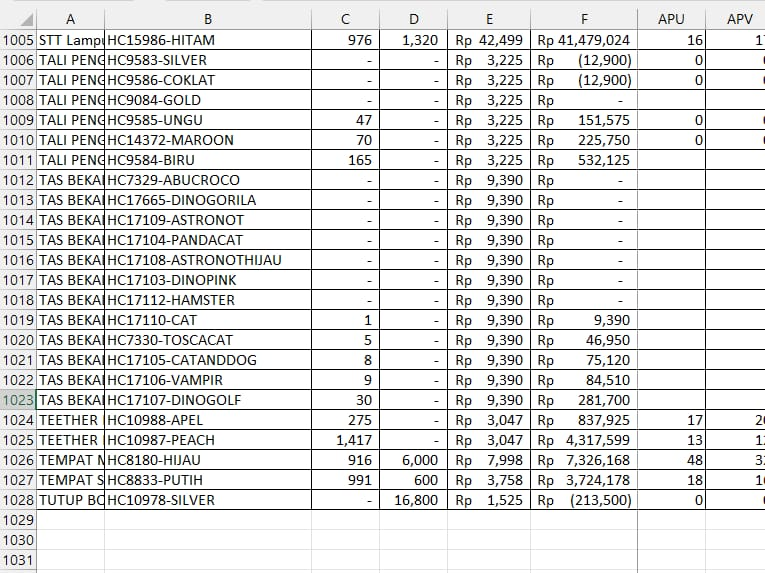 A B C D E F APU APV
1005 STT Lampu HC15986-HITAM 976 1,320 Rp 42,499 Rp 41,479,024 16
1006 TALI PENG HC9583-SILVER - - Rp 3,225 Rp (12,900) 0
1007 TALI PENG HC9586-COKLAT - - Rp 3,225 Rp (12,900) 0
1008 TALI PENG HC9084-GOLD - - Rp 3,225 Rp -
1009 TALI PENG HC9585-UNGU 47 - Rp 3,225 Rp 151,575 0
1010 TALI PENG HC14372-MAROON 70 - Rp 3,225 Rp 225,750 0
1011 TALI PENG HC9584-BIRU 165 - Rp 3,225 Rp 532,125
1012 TAS BEKAI HC7329-ABUCROCO - - Rp 9,390 Rp -
1013 TAS BEKAI HC17665-DINOGORILA - - Rp 9,390 Rp -
1014 TAS BEKAI HC17109-ASTRONOT - - Rp 9,390 Rp -
1015 TAS BEKAI HC17104-PANDACAT - - Rp 9,390 Rp -
1016 TAS BEKAI HC17108-ASTRONOTHIJAU - - Rp 9,390 Rp -
1017 TAS BEKAI HC17103-DINOPINK - - Rp 9,390 Rp -
1018 TAS BEKAI HC17112-HAMSTER - - Rp 9,390 Rp -
1019 TAS BEKAI HC17110-CAT 1 - Rp 9,390 Rp 9,390
1020 TAS BEKAI HC7330-TOSCACAT 5 - Rp 9,390 Rp 46,950
1021 TAS BEKAI HC17105-CATANDDOG 8 - Rp 9,390 Rp 75,120
1022 TAS BEKAI HC17106-VAMPIR 9 - Rp 9,390 Rp 84,510
1023 TAS BEKAI HC17107-DINOGOLF 30 - Rp 9,390 Rp 281,700
1024 TEETHER HC10988-APEL 275 - Rp 3,047 Rp 837,925 17
1025 TEETHER HC10987-PEACH 1,417 - Rp 3,047 Rp 4,317,599 13
1026 TEMPAT HC8180-HIJAU 916 6,000 Rp 7,998 Rp 7,326,168 48
1027 TEMPAT S HC8833-PUTIH 991 600 Rp 3,758 Rp 3,724,178 18
1028 TUTUP BO HC10978-SILVER - 16,800 Rp 1,525 Rp (213,500) 0
1029
1030
1031